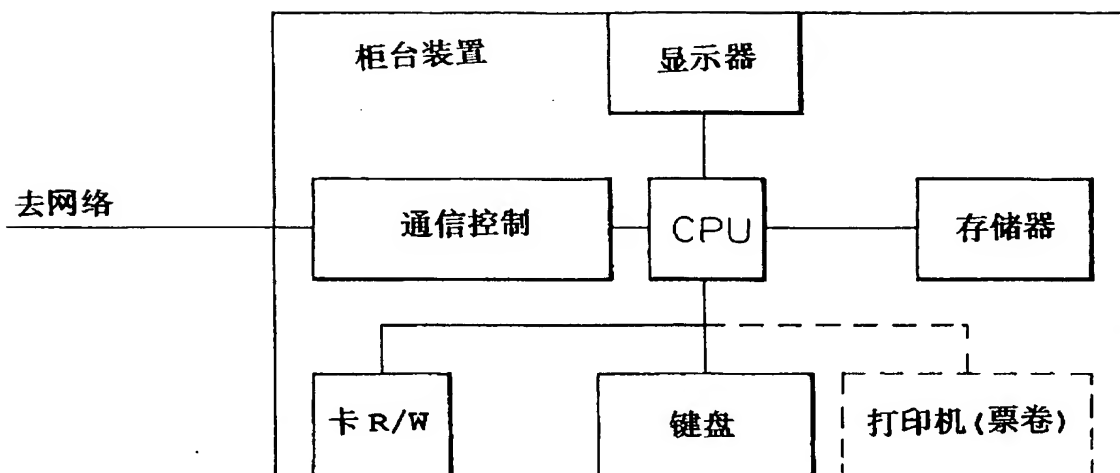 柜台装置
显示器
去网络
通信控制
CPU
存储器
卡R/W
键盘
打印机(票卷)